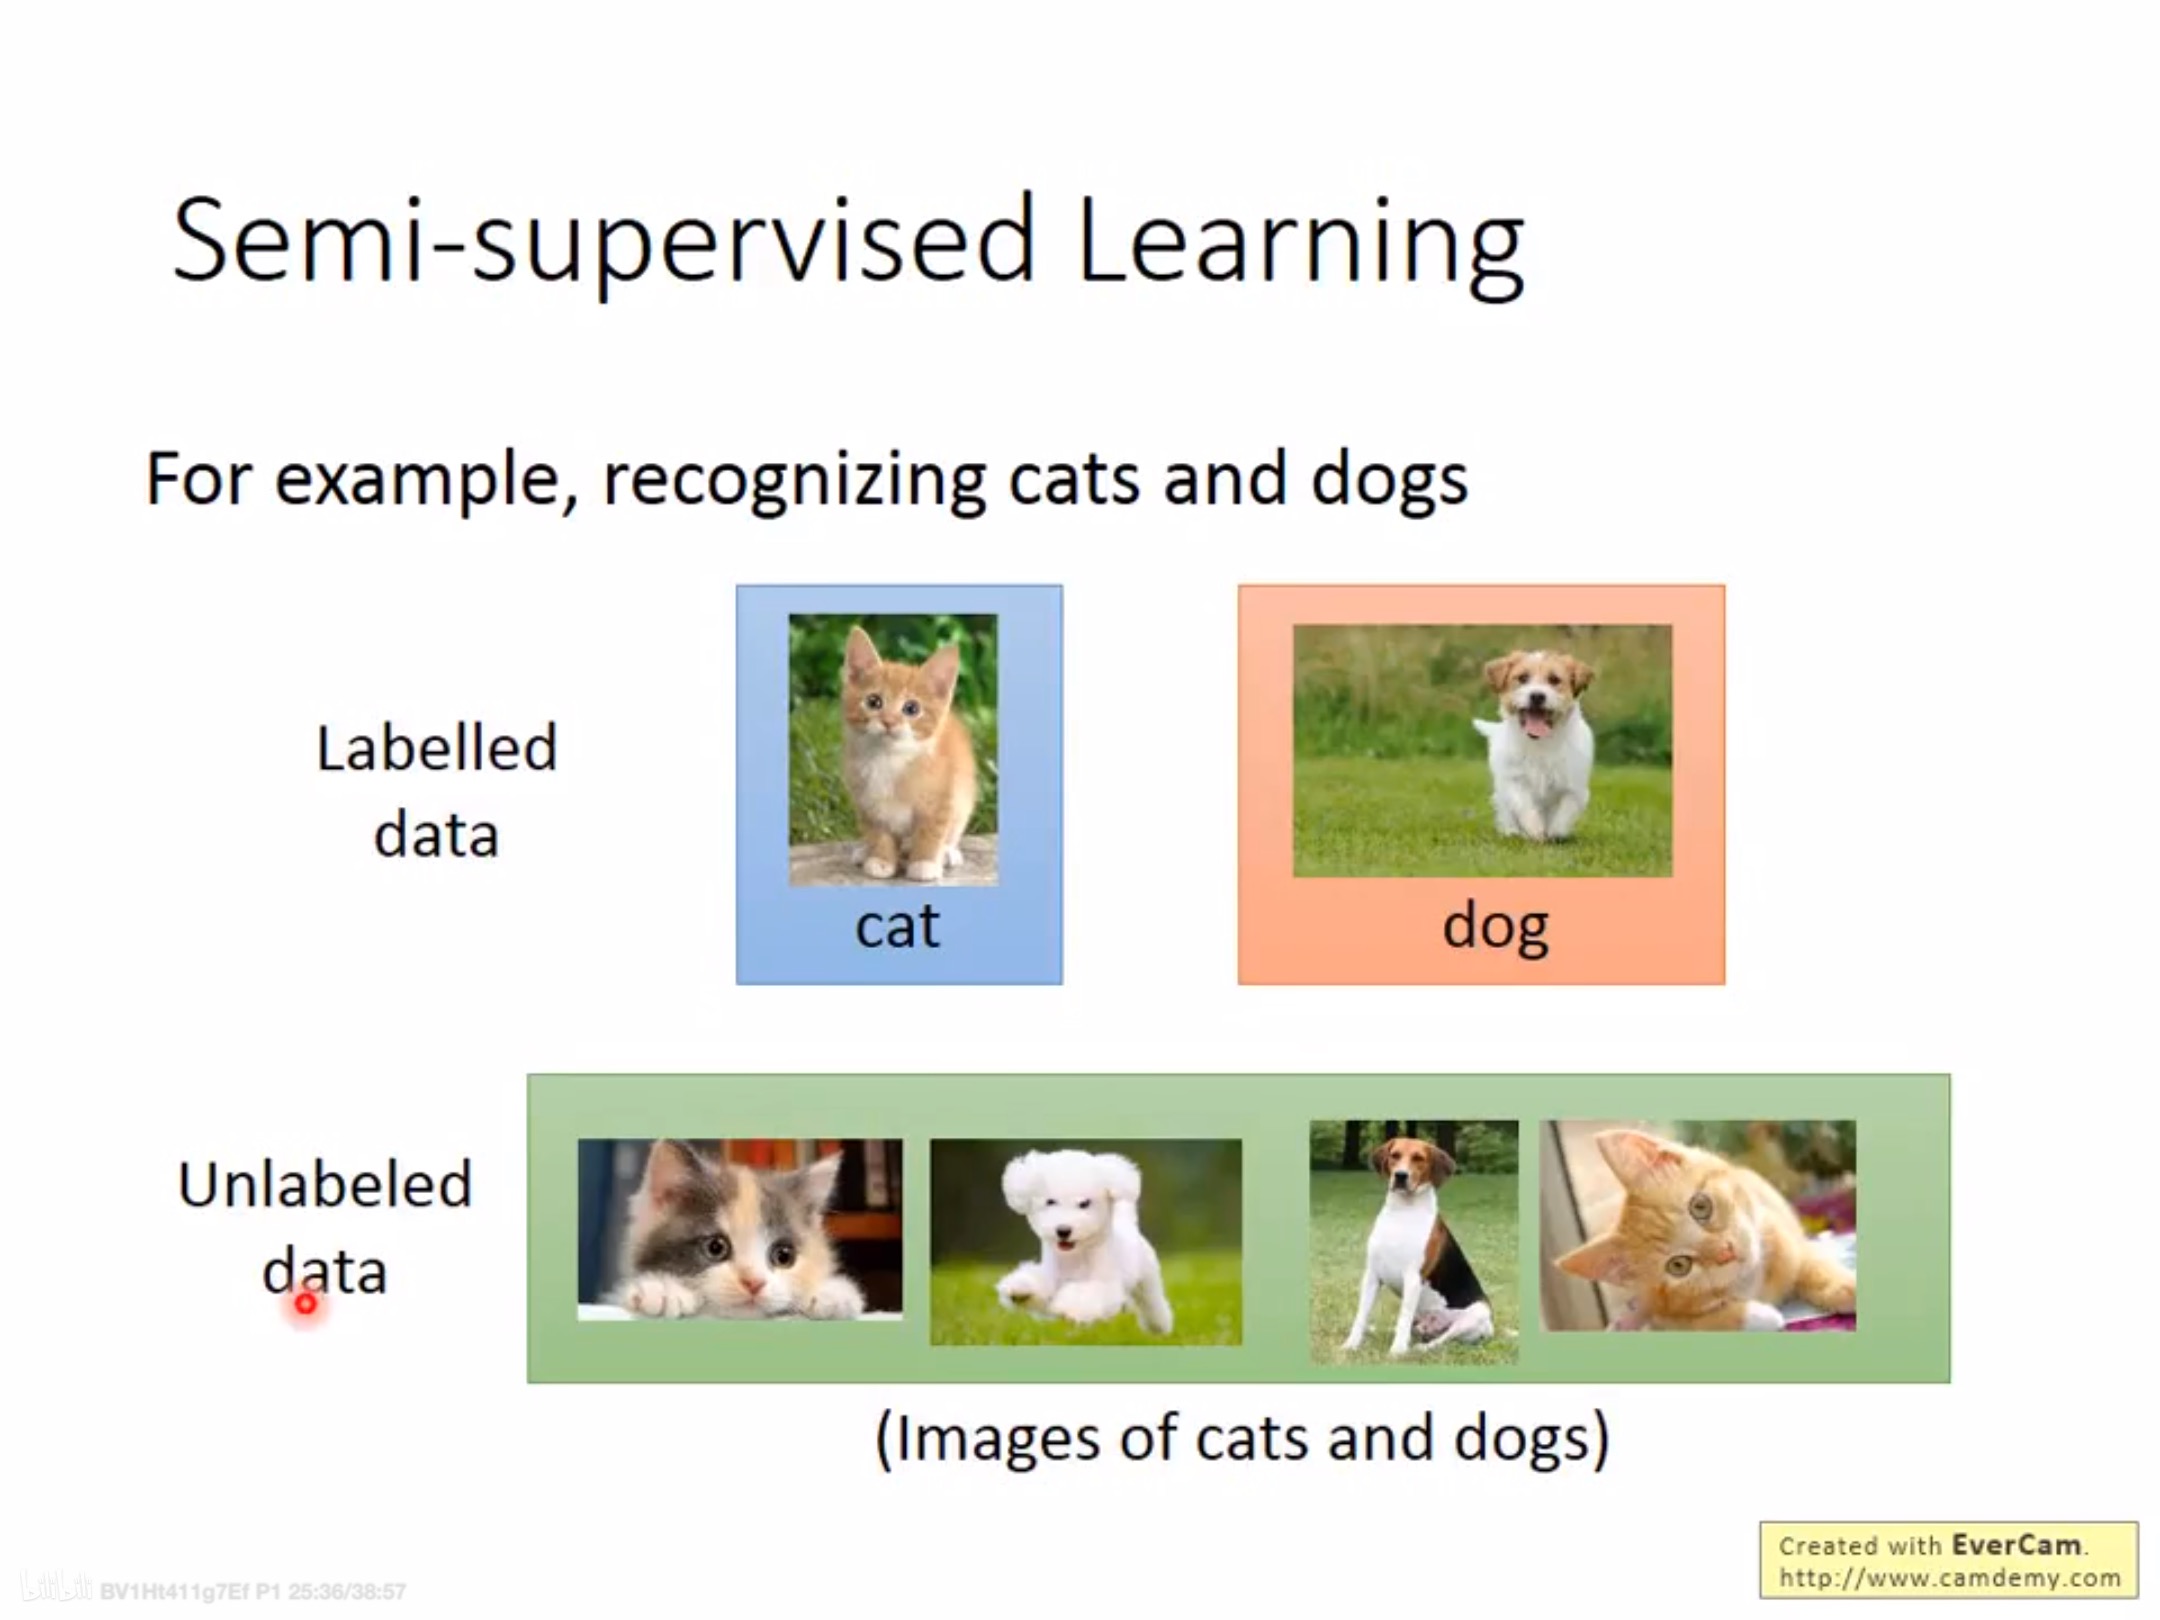 Semi-supervised Learning
For example, recognizing cats and dogs
Labelled
data
cat
dog
Unlabeled
data
(Images of cats and dogs)
Created with EverCam.
http://www.camdemy.com
bilibili BV1Ht411g7Ef P1 25:36/38:57